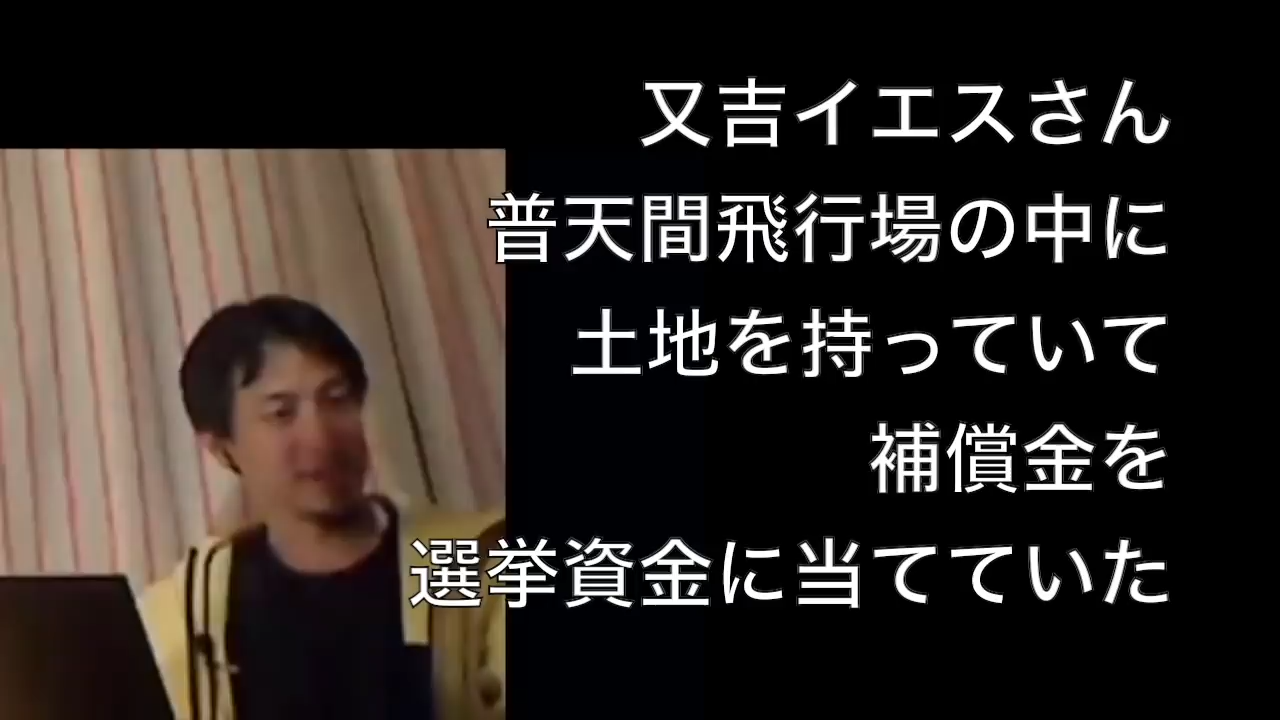 又吉イエスさん
普天間飛行場の中に
土地を持っていて
補償金を
選挙資金に当てていた